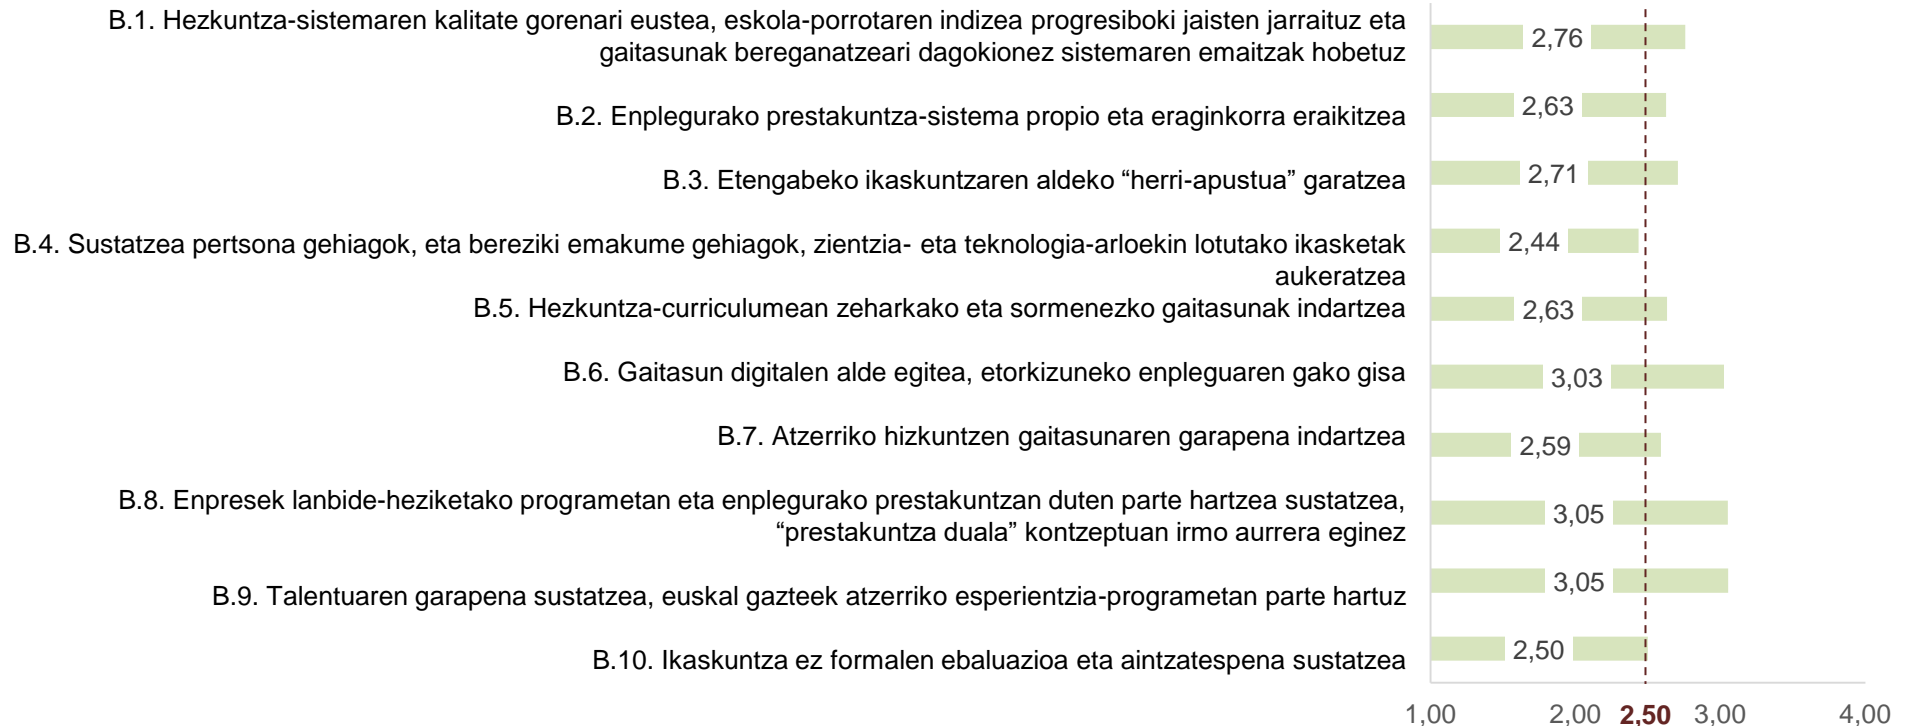 B.1. Hezkuntza-sistemaren kalitate gorenari eustea, eskola-porrotaren indizea progresiboki jaisten jarraituz eta
gaitasunak bereganatzeari dagokionez sistemaren emaitzak hobetuz
2,76
B.2. Enplegurako prestakuntza-sistema propio eta eraginkorra eraikitzea
2,63
B.3. Etengabeko ikaskuntzaren aldeko “herri-apustua” garatzea
2,71
B.4. Sustatzea pertsona gehiagok, eta bereziki emakume gehiagok, zientzia- eta teknologia-arloekin lotutako ikasketak
aukeratzea
2,44
B.5. Hezkuntza-curriculumean zeharkako eta sormenezko gaitasunak indartzea
2,63
B.6. Gaitasun digitalen alde egitea, etorkizuneko enpleguaren gako gisa
3,03
B.7. Atzerriko hizkuntzen gaitasunaren garapena indartzea
2,59
B.8. Enpresek lanbide-heziketako programetan eta enplegurako prestakuntzan duten parte hartzea sustatzea,
“prestakuntza duala” kontzeptuan irmo aurrera eginez
3,05
B.9. Talentuaren garapena sustatzea, euskal gazteek atzerriko esperientzia-programetan parte hartuz
3,05
B.10. Ikaskuntza ez formalen ebaluazioa eta aintzatespena sustatzea
2,50
1,00 2,00 2,50 3,00 4,00